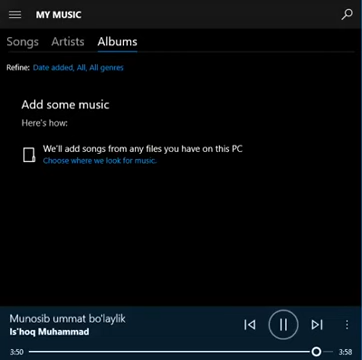 MY MUSIC
Songs Artists Albums
Refine: Date added, All, All genres
Add some music
Here's how:
We'll add songs from any files you have on this PC
Choose where we look for music.
Munosib ummat bo'laylik
Is'hoq Muhammad
3:50 3:58